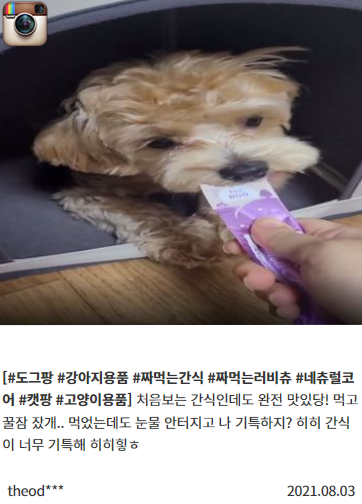 FOR
DOG
[#도그팡 #강아지용품 #짜먹는간식 #짜먹는러비츄 #네츄럴코
어 #캣팡 #고양이용품] 처음보는 간식인데도 완전 맛있당! 먹고
꿀잠 잤개.. 먹었는데도 눈물 안터지고 나 기특하지? 히히 간식
이 너무 기특해 히히힣ㅎ
theod*** 2021.08.03